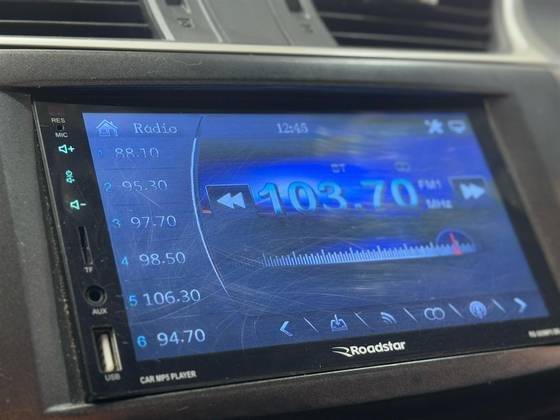 RES
MIC
Radio
12:45
1 88.10
2 95.30
3 97.70
4 98.50
5 106.30
6 94.70
ST
103.70
FM1
MHz
TF
AUX
USB
CAR MP5 PLAYER
Roadstar